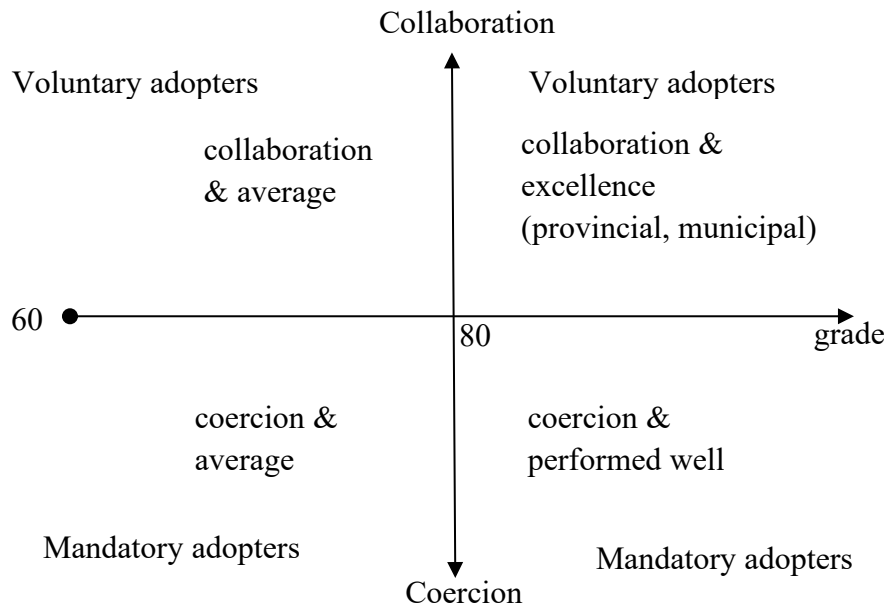 Collaboration
Voluntary adopters
Voluntary adopters
collaboration
& average
collaboration &
excellence
(provincial, municipal)
60
80
grade
coercion &
average
coercion &
performed well
Mandatory adopters
Mandatory adopters
Coercion